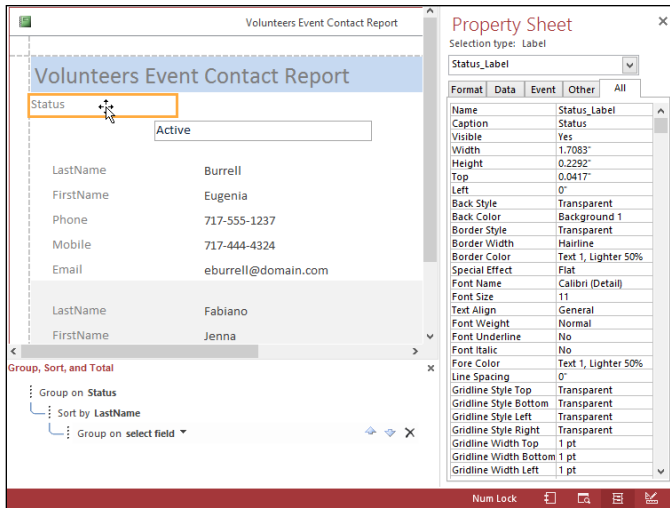 Volunteers Event Contact Report
Volunteers Event Contact Report
Status
Active
LastName Burrell
FirstName Eugenia
Phone 717-555-1237
Mobile 717-444-4324
Email eburrell@domain.com
LastName Fabiano
FirstName Jenna
Group, Sort, and Total
Group on Status
Sort by LastName
Group on select field
Property Sheet
Selection type: Label
Status_Label
Format Data Event Other All
Name Status_Label
Caption Status
Visible Yes
Width 1.7083"
Height 0.2292"
Top 0.0417"
Left 0"
Back Style Transparent
Back Color Background 1
Border Style Transparent
Border Width Hairline
Border Color Text 1, Lighter 50%
Special Effect Flat
Font Name Calibri (Detail)
Font Size 11
Text Align General
Font Weight Normal
Font Underline No
Font Italic No
Fore Color Text 1, Lighter 50%
Line Spacing 0"
Gridline Style Top Transparent
Gridline Style Bottom Transparent
Gridline Style Left Transparent
Gridline Style Right Transparent
Gridline Width Top 1 pt
Gridline Width Bottom 1 pt
Gridline Width Left 1 pt
Num Lock